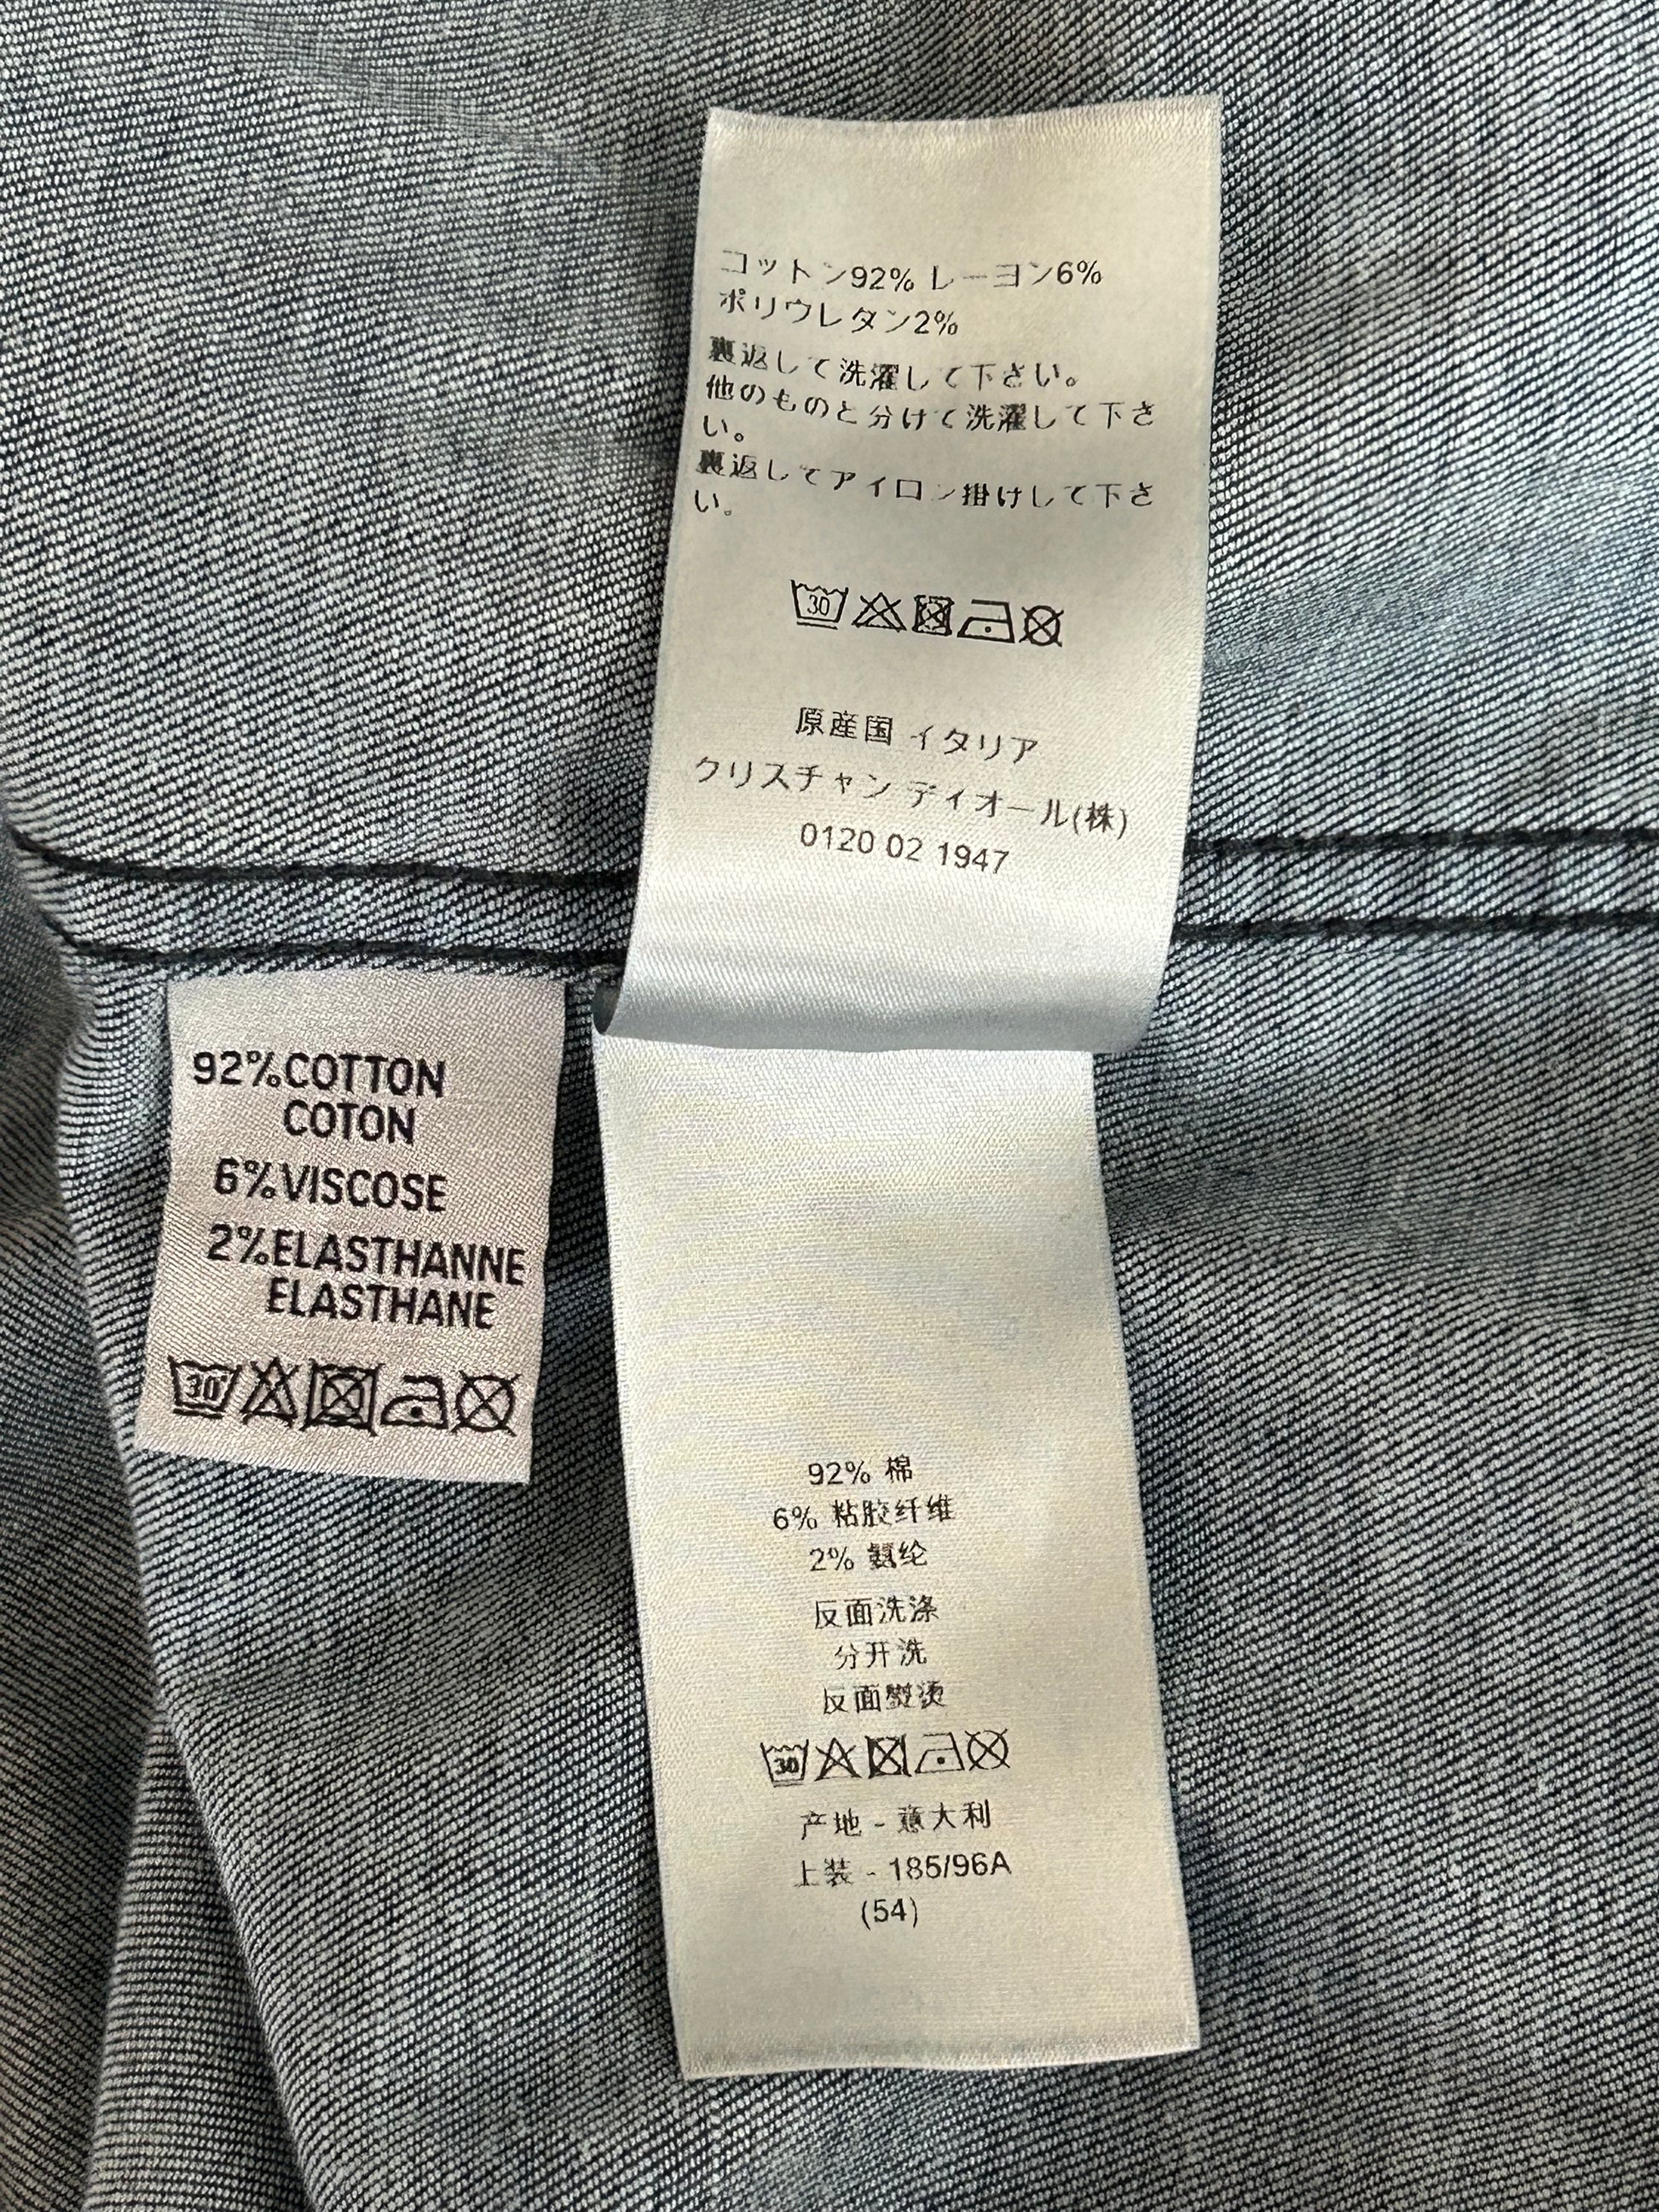 コットン92% レーヨン6%
ポリウレタン2%
裏返して洗濯して下さい。
他のものと分けて洗濯して下さ
い。
裏返してアイロン掛けして下さ
い。
30
原産国 イタリア
クリスチャン ディオール(株)
0120 02 1947
92%COTTON
COTON
6%VISCOSE
2%ELASTHANNE
ELASTHANE
30°
92% 棉
6% 粘胶纤维
2% 氨纶
反面洗涤
分开洗
反面熨烫
30
产地 - 意大利
上装 - 185/96A
(54)